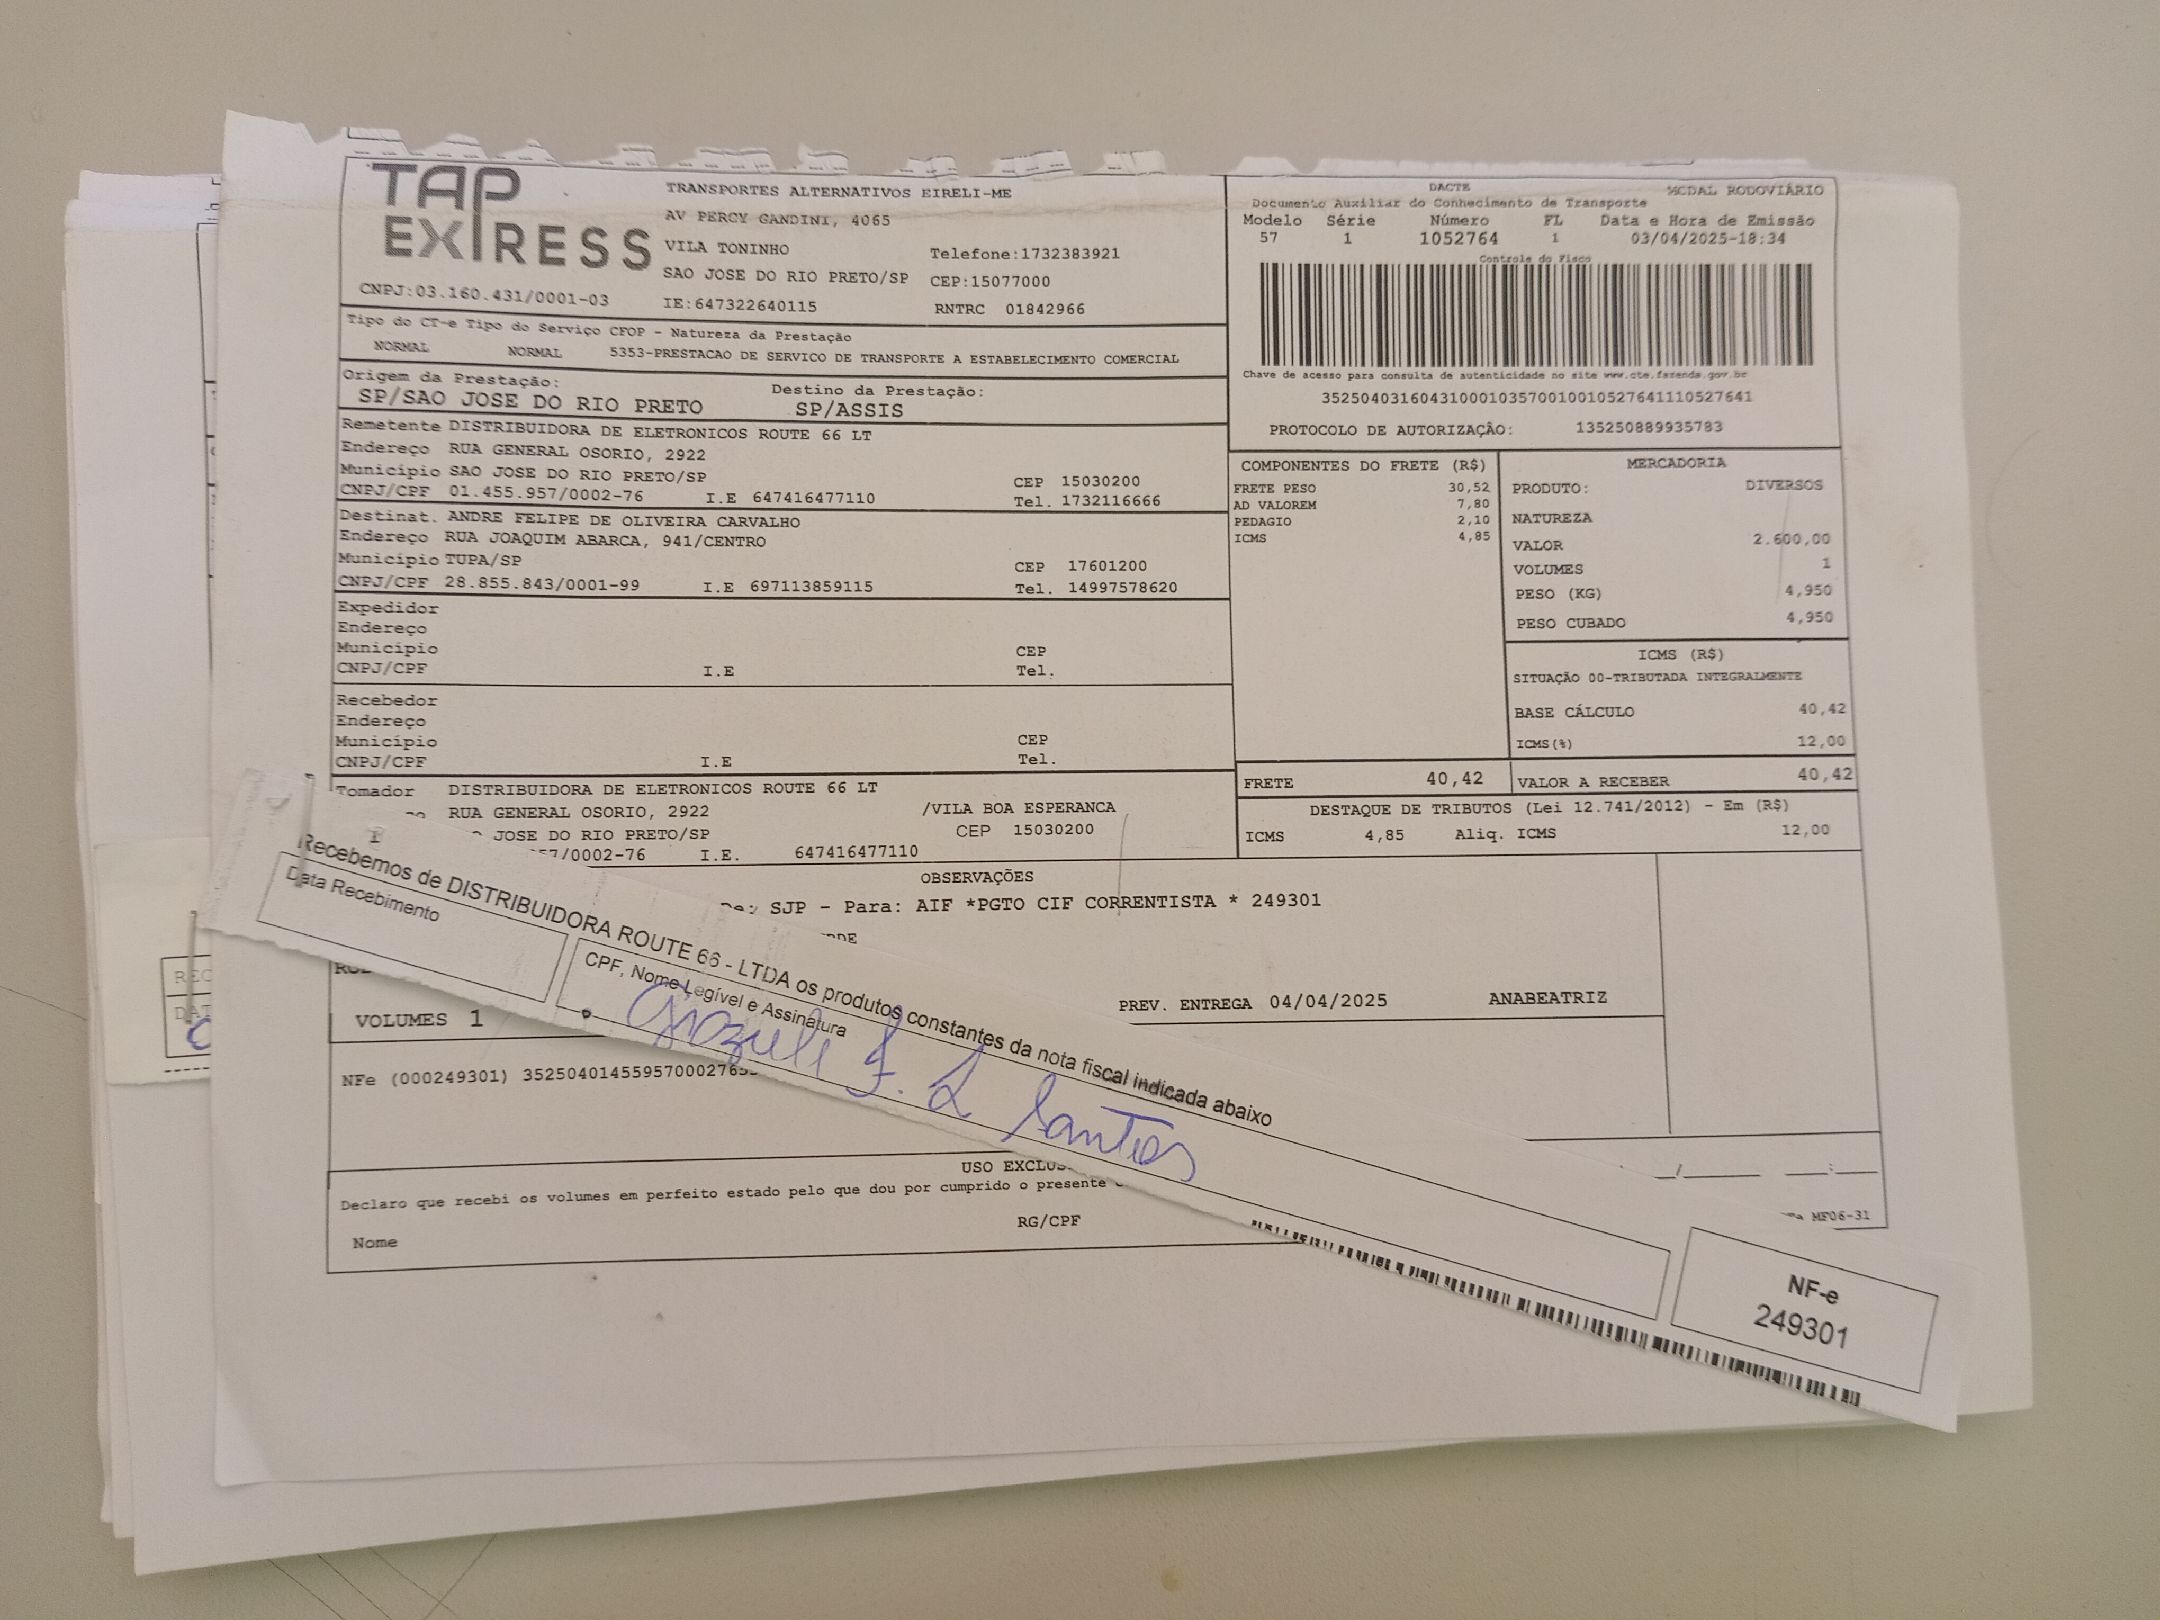 TAP
EXPRESS
TRANSPORTES ALTERNATIVOS EIRELI-ME
AV PERCY GANDINI, 4065
VILA TONINHO
Telefone:1732383921
SAO JOSE DO RIO PRETO/SP CEP:15077000
CNPJ:03.160.431/0001-03 IE:647322640115 RNTRC 01842966
Tipo do CT-e Tipo do Serviço CFOP - Natureza da Prestação
NORMAL NORMAL 5353-PRESTACAO DE SERVICO DE TRANSPORTE A ESTABELECIMENTO COMERCIAL
Origem da Prestação: Destino da Prestação:
SP/SAO JOSE DO RIO PRETO SP/ASSIS
DACTE MODAL RODOVIÁRIO
Documento Auxiliar do Conhecimento de Transporte
Modelo Série Número FL Data e Hora de Emissão
57 1 1052764 1 03/04/2025-18:34
Controle do Fisco
Chave de acesso para consulta de autenticidade no site www.cte.fazenda.gov.br
35250403160431000103570010010527641110527641
PROTOCOLO DE AUTORIZAÇÂO: 135250889935783
Remetente DISTRIBUIDORA DE ELETRONICOS ROUTE 66 LT
Endereço RUA GENERAL OSORIO, 2922
Município SAO JOSE DO RIO PRETO/SP CEP 15030200
CNPJ/CPF 01.455.957/0002-76 I.E 647416477110 Tel. 1732116666
Destinat. ANDRE FELIPE DE OLIVEIRA CARVALHO
Endereço RUA JOAQUIM ABARCA, 941/CENTRO
Município TUPA/SP CEP 17601200
CNPJ/CPF 28.855.843/0001-99 I.E 697113859115 Tel. 14997578620
Expedidor
Endereço
Município CEP
CNPJ/CPF I.E Tel.
Recebedor
Endereço
Município CEP
CNPJ/CPF I.E Tel.
Tomador DISTRIBUIDORA DE ELETRONICOS ROUTE 66 LT
RUA GENERAL OSORIO, 2922 /VILA BOA ESPERANCA
JOSE DO RIO PRETO/SP CEP 15030200
57/0002-76 I.E. 647416477110
COMPONENTES DO FRETE (R$)
FRETE PESO 30,52
AD VALOREM 7,80
PEDAGIO 2,10
ICMS 4,85
MERCADORIA
PRODUTO: DIVERSOS
NATUREZA
VALOR 2.600,00
VOLUMES 1
PESO (KG) 4,950
PESO CUBADO 4,950
ICMS (R$)
SITUAÇÃO 00-TRIBUTADA INTEGRALMENTE
BASE CÁLCULO 40,42
ICMS(%) 12,00
FRETE 40,42 VALOR A RECEBER 40,42
DESTAQUE DE TRIBUTOS (Lei 12.741/2012) - Em (R$)
ICMS 4,85 Aliq. ICMS 12,00
OBSERVAÇÕES
SJP - Para: AIF *PGTO CIF CORRENTISTA * 249301
PREV. ENTREGA 04/04/2025 ANABEATRIZ
VOLUMES 1
NFe (000249301) 352504014559570002765
USO EXCLUS
Declaro que recebi os volumes em perfeito estado pelo que dou por cumprido o presente
RG/CPF
Nome
MF06-31
Recebemos de DISTRIBUIDORA ROUTE 66 - LTDA os produtos constantes da nota fiscal indicada abaixo
Data Recebimento
CPF, Nome Legível e Assinatura
Santos
NF-e
249301
REC